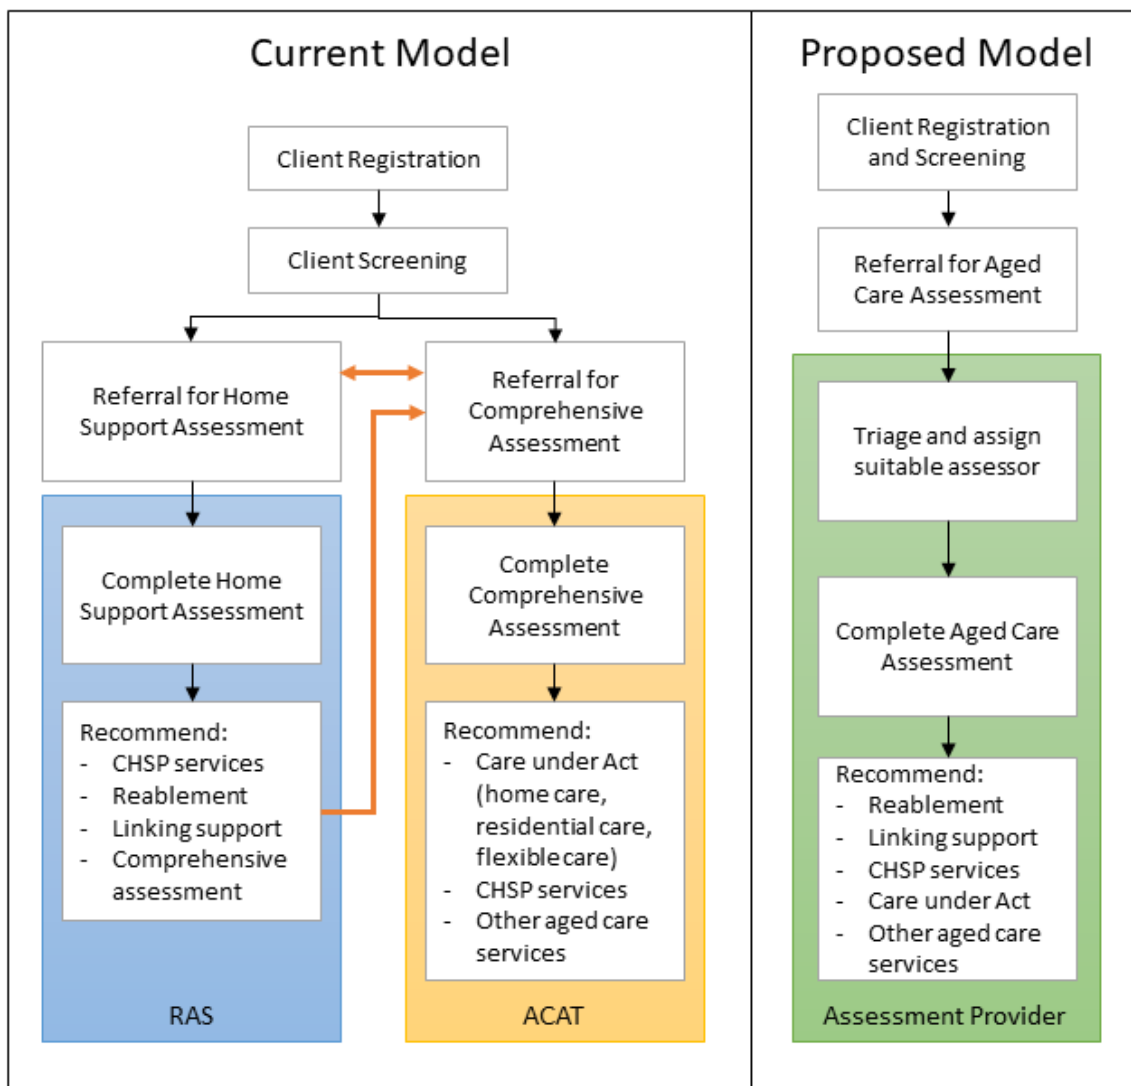 Current Model
Client Registration
Client Screening
Referral for Home
Support Assessment
Referral for
Comprehensive
Assessment
Complete Home
Support Assessment
Complete
Comprehensive
Assessment
Recommend:
- CHSP services
- Reablement
- Linking support
- Comprehensive
assessment
Recommend:
- Care under Act
(home care,
residential care,
flexible care)
- CHSP services
- Other aged care
services
RAS
ACAT
Proposed Model
Client Registration
and Screening
Referral for Aged
Care Assessment
Triage and assign
suitable assessor
Complete Aged Care
Assessment
Recommend:
- Reablement
- Linking support
- CHSP services
- Care under Act
- Other aged care
services
Assessment Provider